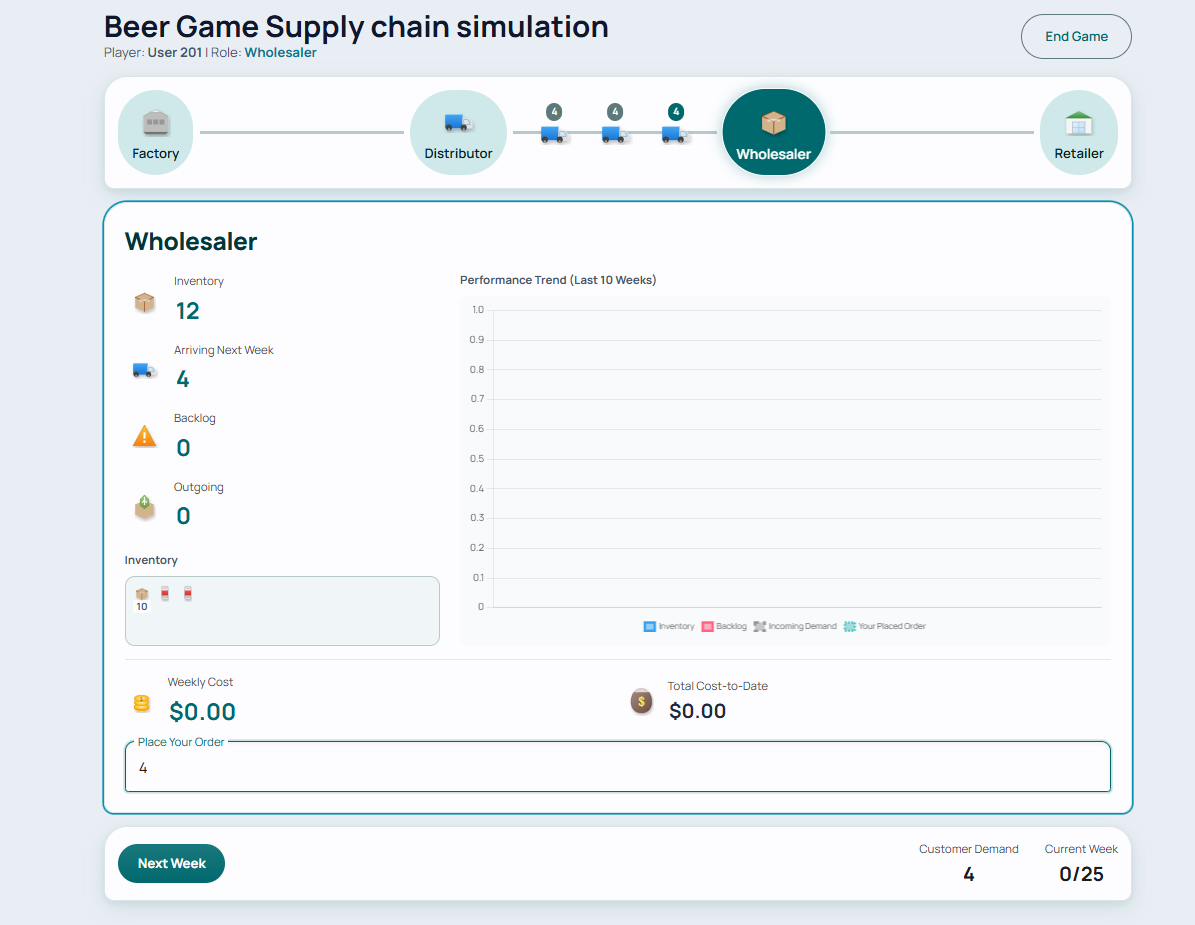 Beer Game Supply chain simulation
Player: User 201 | Role: Wholesaler
End Game
4 4 4
Factory Distributor Wholesaler Retailer
Wholesaler
Inventory
12
Arriving Next Week
4
Backlog
0
Outgoing
0
Inventory
10
Performance Trend (Last 10 Weeks)
1.0
0.9
0.8
0.7
0.6
0.5
0.4
0.3
0.2
0.1
0
Inventory Backlog Incoming Demand Your Placed Order
Weekly Cost
$0.00
Total Cost-to-Date
$0.00
Place Your Order
4
Next Week
Customer Demand
4
Current Week
0/25